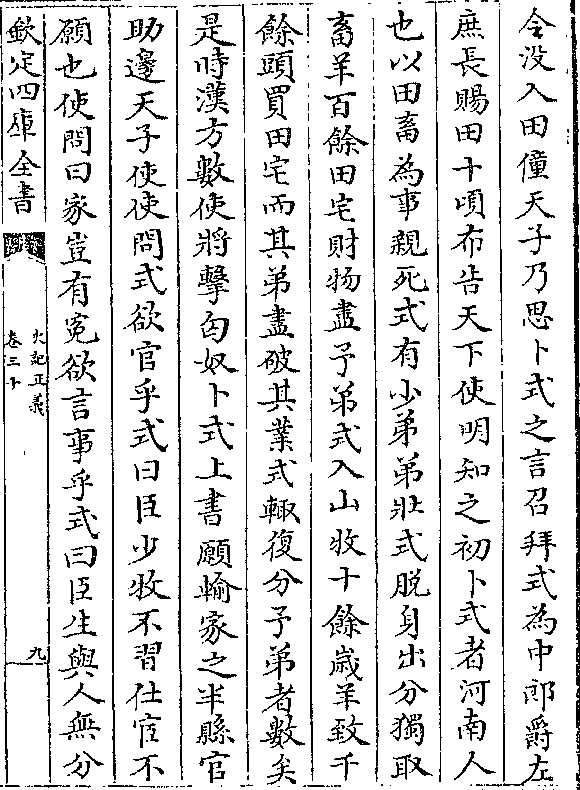 令没入田僮天子乃思卜式之言召拜式為中郎爵左
庶長賜田十頃布告天下使明知之初卜式者河南人
也以田畜為事親死式有少弟弟壯式脱身出分獨取
畜羊百餘田宅財物盡予弟式入山牧十餘歲羊致千
餘頭買田宅而其弟盡破其業式輙復分予弟者數矣
是時漢方數使將擊匈奴卜式上書願輸家之半縣官
助邊天子使使問式欲官乎式曰臣少牧不習仕宦不
願也使問曰家豈有冤欲言事乎式曰臣生與人無分
欽定四庫全書
史記正義
卷三十
九